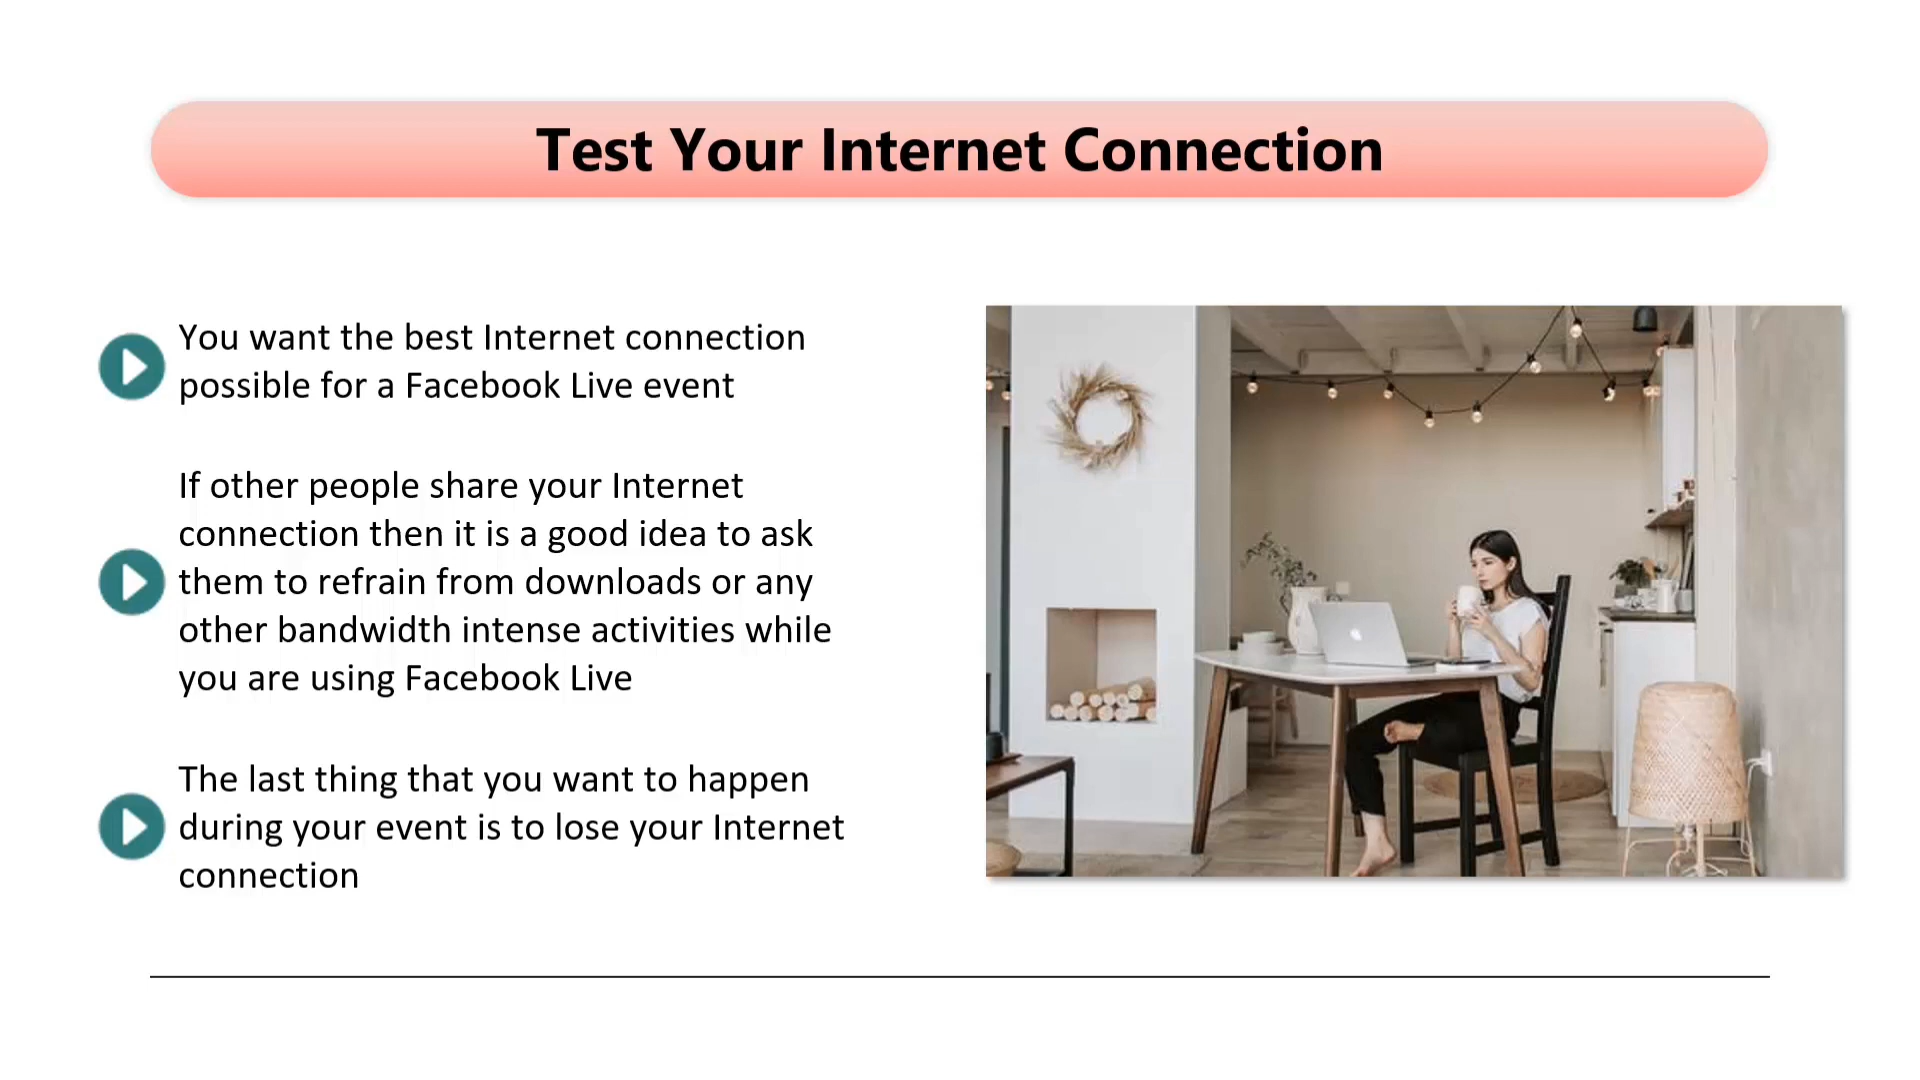 Test Your Internet Connection
You want the best Internet connection
possible for a Facebook Live event
If other people share your Internet
connection then it is a good idea to ask
them to refrain from downloads or any
other bandwidth intense activities while
you are using Facebook Live
The last thing that you want to happen
during your event is to lose your Internet
connection